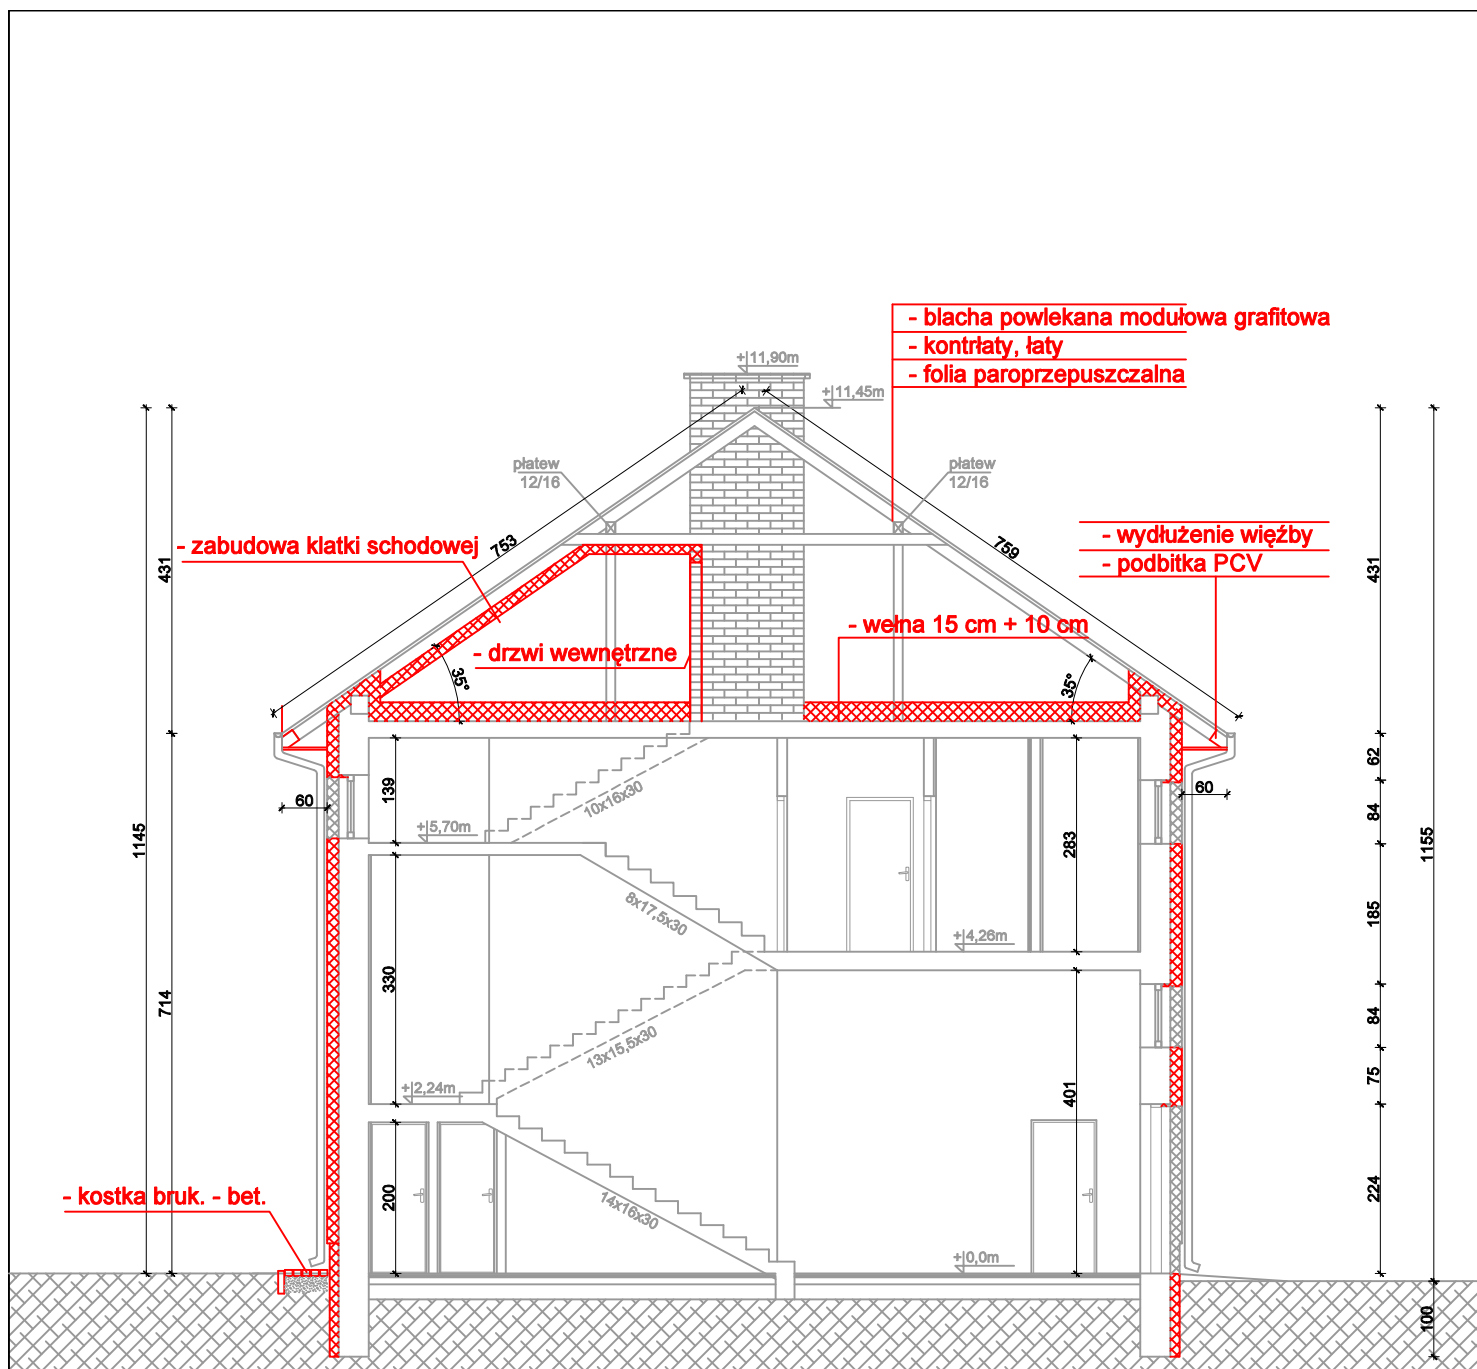 - blacha powlekana modułowa grafitowa
- kontrłaty, łaty
- folia paroprzepuszczalna
+11,90m
+11,45m
płatew
12/16
płatew
12/16
- zabudowa klatki schodowej
753
759
- wydłużenie więźby
- podbitka PCV
431
431
- wełna 15 cm + 10 cm
- drzwi wewnętrzne
35°
35°
62
139
10x16x30
60
60
84
+5,70m
283
1145
1155
8x17,5x30
185
+4,26m
330
714
84
13x15,5x30
75
+2,24m
401
- kostka bruk. - bet.
200
14x16x30
224
+0,0m
100